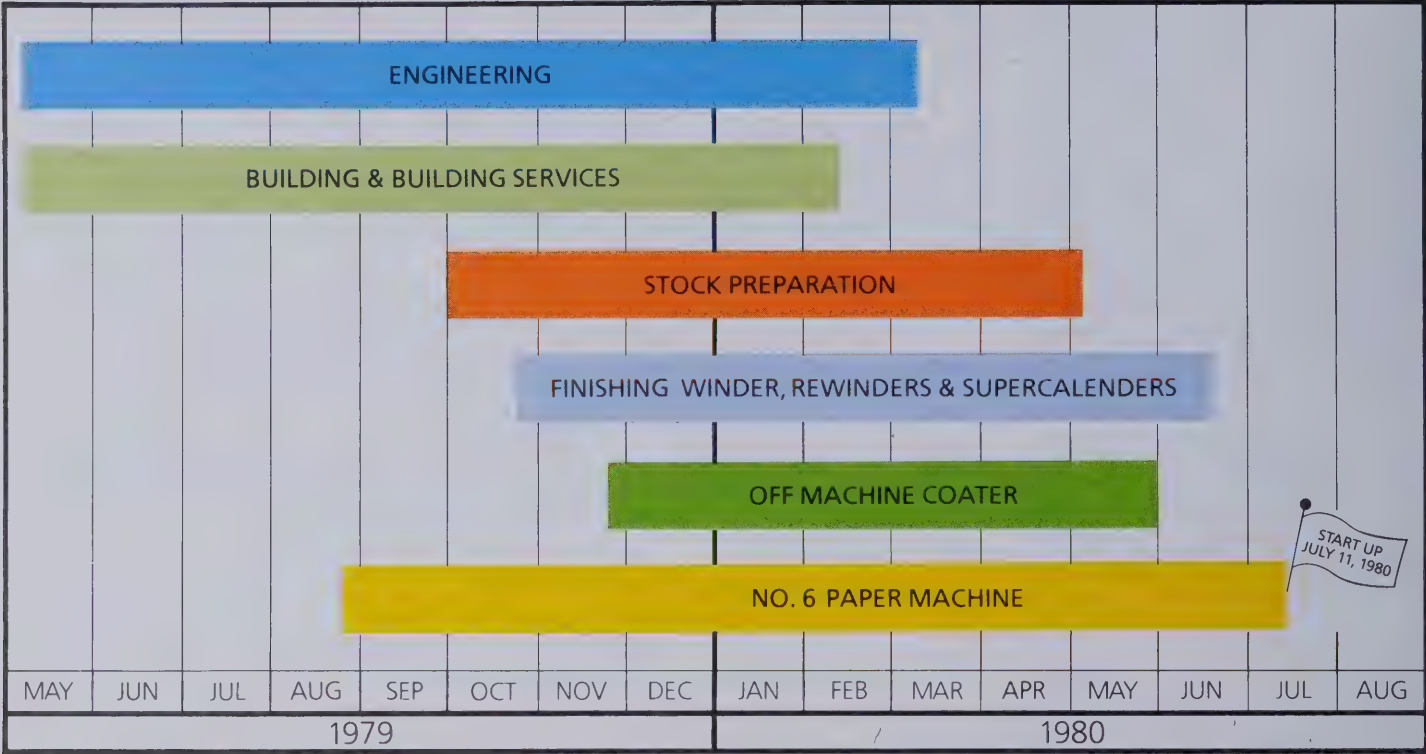 ENGINEERING
BUILDING & BUILDING SERVICES
STOCK PREPARATION
FINISHING WINDER, REWINDERS & SUPERCALENDERS
OFF MACHINE COATER
START UP
JULY 11, 1980
NO. 6 PAPER MACHINE
MAY JUN JUL AUG SEP OCT NOV DEC JAN FEB MAR APR MAY JUN JUL AUG
1979 1980